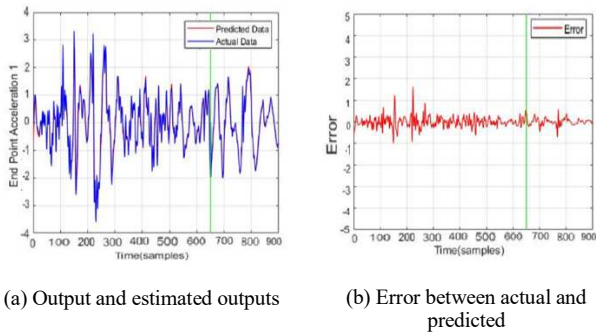 4
3
2
1
0
-1
-2
-3
-4
End Point Acceleration 1
Predicted Data
Actual Data
0 100 200 300 400 500 600 700 800 900
Time(samples)
5
4
3
2
1
0
-1
-2
-3
-4
-5
Error
Error
0 100 200 300 400 500 600 700 800 900
Time(samples)
(a) Output and estimated outputs
(b) Error between actual and
predicted